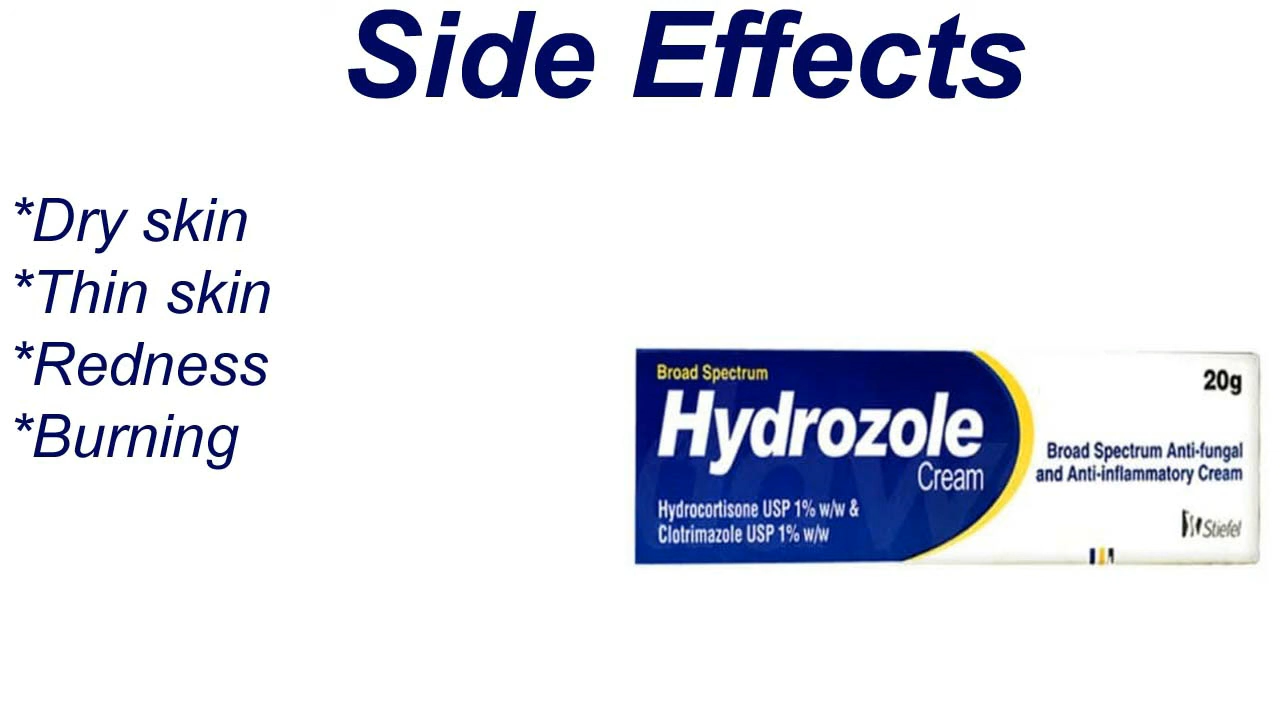 Side Effects
*Dry skin
*Thin skin
*Redness
*Burning
Broad Spectrum
Hydrozole
Cream
Hydrocortisone USP 1% w/w &
Clotrimazole USP 1% w/w
20g
Broad Spectrum Anti-fungal
and Anti-inflammatory Cream
Stiefel